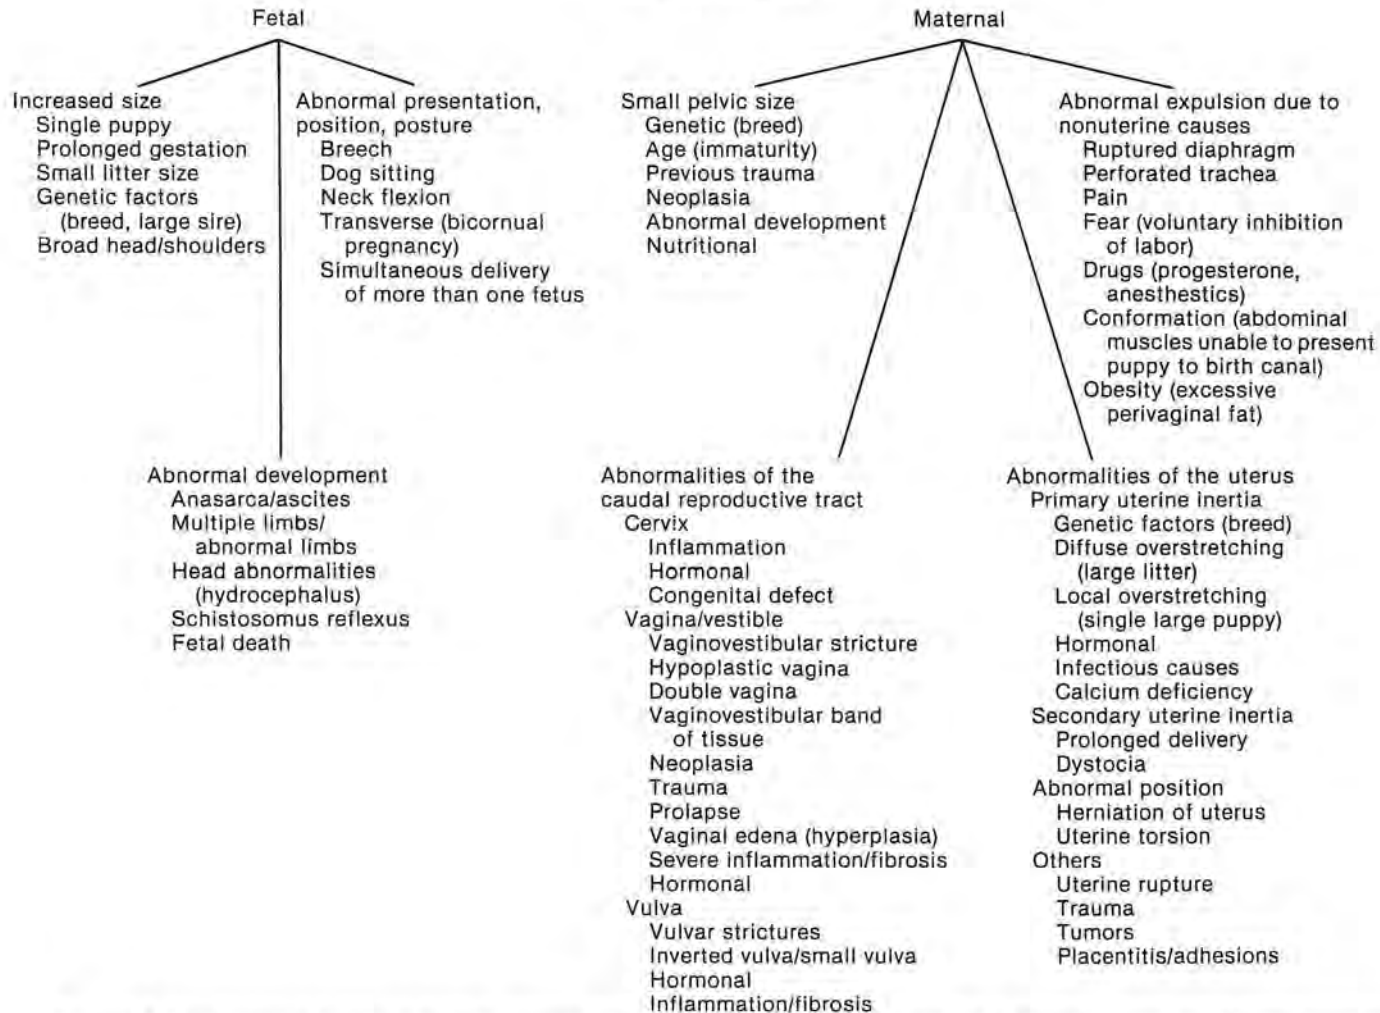 Fetal
Increased size
Single puppy
Prolonged gestation
Small litter size
Genetic factors
(breed, large sire)
Broad head/shoulders
Abnormal presentation,
position, posture
Breech
Dog sitting
Neck flexion
Transverse (bicornual
pregnancy)
Simultaneous delivery
of more than one fetus
Abnormal development
Anasarca/ascites
Multiple limbs/
abnormal limbs
Head abnormalities
(hydrocephalus)
Schistosomus reflexus
Fetal death
Maternal
Small pelvic size
Genetic (breed)
Age (immaturity)
Previous trauma
Neoplasia
Abnormal development
Nutritional
Abnormal expulsion due to
nonuterine causes
Ruptured diaphragm
Perforated trachea
Pain
Fear (voluntary inhibition
of labor)
Drugs (progesterone,
anesthestics)
Conformation (abdominal
muscles unable to present
puppy to birth canal)
Obesity (excessive
perivaginal fat)
Abnormalities of the
caudal reproductive tract
Cervix
Inflammation
Hormonal
Congenital defect
Vagina/vestible
Vaginovestibular stricture
Hypoplastic vagina
Double vagina
Vaginovestibular band
of tissue
Neoplasia
Trauma
Prolapse
Vaginal edena (hyperplasia)
Severe inflammation/fibrosis
Hormonal
Vulva
Vulvar strictures
Inverted vulva/small vulva
Hormonal
Inflammation/fibrosis
Abnormalities of the uterus
Primary uterine inertia
Genetic factors (breed)
Diffuse overstretching
(large litter)
Local overstretching
(single large puppy)
Hormonal
Infectious causes
Calcium deficiency
Secondary uterine inertia
Prolonged delivery
Dystocia
Abnormal position
Herniation of uterus
Uterine torsion
Others
Uterine rupture
Trauma
Tumors
Placentitis/adhesions